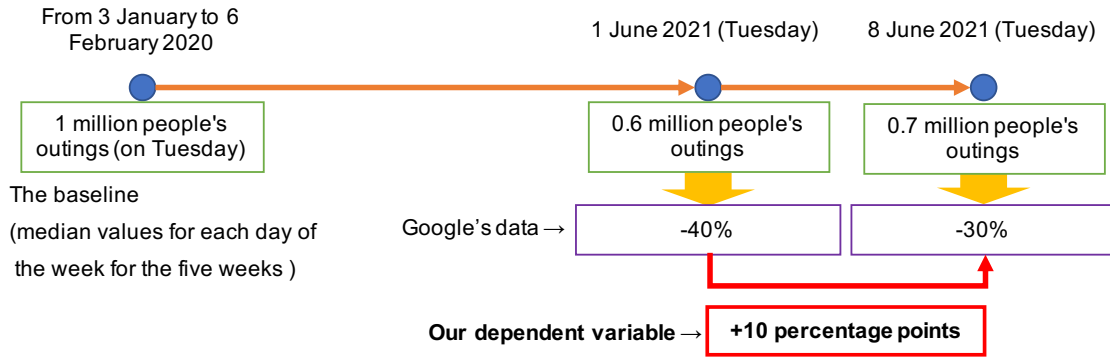 From 3 January to 6
February 2020
1 June 2021 (Tuesday)
8 June 2021 (Tuesday)
1 million people's
outings (on Tuesday)
0.6 million people's
outings
0.7 million people's
outings
The baseline
(median values for each day of
the week for the five weeks )
Google's data →
-40%
-30%
Our dependent variable →
+10 percentage points